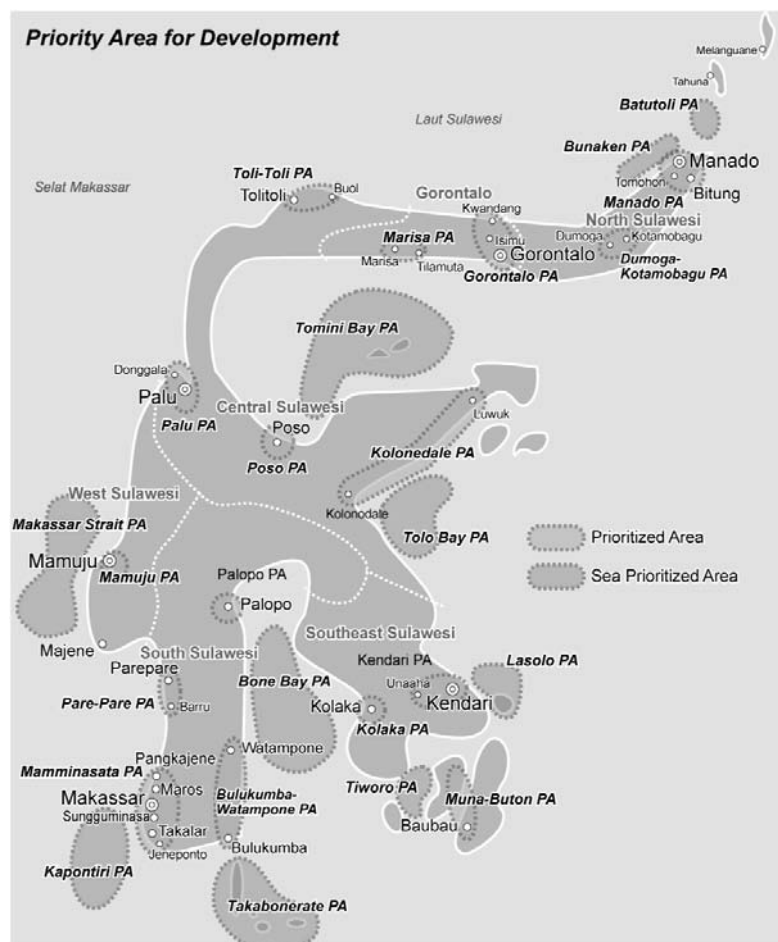 Priority Area for Development
Melanguane
Tahuna
Batutoli PA
Laut Sulawesi
Bunaken PA
Manado
Toli-Toli PA
Selat Makassar
Tomohon
Buol
Gorontalo
Bitung
Tolitoli
Manado PA
Kwandang
North Sulawesi
Marisa PA
Isimu
Dumoga
Kotamobagu
Gorontalo
Marisa
Tilamuta
Dumoga-
Gorontalo PA
Kotamobagu PA
Tomini Bay PA
Donggala
Palu
Central Sulawesi
Luwuk
Palu PA
Poso
Kolonedale PA
Poso PA
West Sulawesi
Kolonodale
Makassar Strait PA
Tolo Bay PA
Prioritized Area
Mamuju
Mamuju PA
Palopo PA
Sea Prioritized Area
Palopo
Southeast Sulawesi
Majene
South Sulawesi
Kendari PA
Lasolo PA
Parepare
Bone Bay PA
Unaaha
Pare-Pare PA
Barru
Kolaka
Kendari
Kolaka PA
Watampone
Pangkajene
Mamminasata PA
Tiworo PA
Maros
Bulukumba-
Muna-Buton PA
Makassar
Watampone PA
Sungguminasa
Baubau
Takalar
Bulukumba
Jeneponto
Kapontiri PA
Takabonerate PA